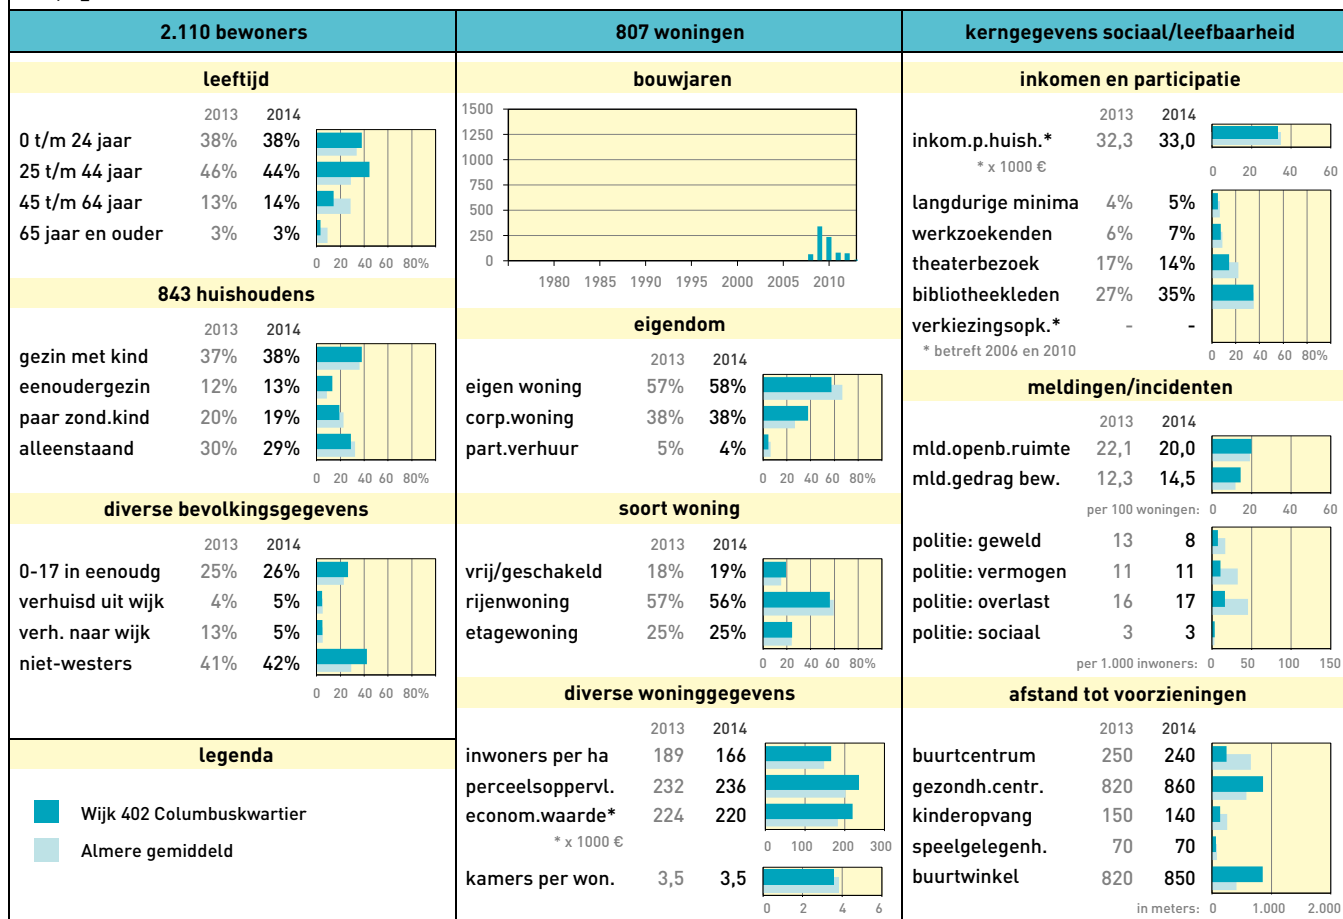 2.110 bewoners
leeftijd
2013 2014
0 t/m 24 jaar 38% 38%
25 t/m 44 jaar 46% 44%
45 t/m 64 jaar 13% 14%
65 jaar en ouder 3% 3%
0 20 40 60 80%
843 huishoudens
2013 2014
gezin met kind 37% 38%
eenoudergezin 12% 13%
paar zond.kind 20% 19%
alleenstaand 30% 29%
0 20 40 60 80%
diverse bevolkingsgegevens
2013 2014
0-17 in eenoudg 25% 26%
verhuisd uit wijk 4% 5%
verh. naar wijk 13% 5%
niet-westers 41% 42%
0 20 40 60 80%
legenda
Wijk 402 Columbuskwartier
Almere gemiddeld
807 woningen
bouwjaren
1500
1250
1000
750
500
250
0
1980 1985 1990 1995 2000 2005 2010
eigendom
2013 2014
eigen woning 57% 58%
corp.woning 38% 38%
part.verhuur 5% 4%
0 20 40 60 80%
soort woning
2013 2014
vrij/geschakeld 18% 19%
rijenwoning 57% 56%
etagewoning 25% 25%
0 20 40 60 80%
diverse woninggegevens
2013 2014
inwoners per ha 189 166
perceelsoppervl. 232 236
econom.waarde* 224 220
* x 1000 €
0 100 200 300
kamers per won. 3,5 3,5
0 2 4 6
kerngegevens sociaal/leefbaarheid
inkomen en participatie
2013 2014
inkom.p.huish.* 32,3 33,0
* x 1000 €
0 20 40 60
langdurige minima 4% 5%
werkzoekenden 6% 7%
theaterbezoek 17% 14%
bibliotheekleden 27% 35%
verkiezingsopk.* - -
* betreft 2006 en 2010
0 20 40 60 80%
meldingen/incidenten
2013 2014
mld.openb.ruimte 22,1 20,0
mld.gedrag bew. 12,3 14,5
per 100 woningen: 0 20 40 60
politie: geweld 13 8
politie: vermogen 11 11
politie: overlast 16 17
politie: sociaal 3 3
per 1.000 inwoners: 0 50 100 150
afstand tot voorzieningen
2013 2014
buurtcentrum 250 240
gezondh.centr. 820 860
kinderopvang 150 140
speelgelegenh. 70 70
buurtwinkel 820 850
in meters: 0 1.000 2.000